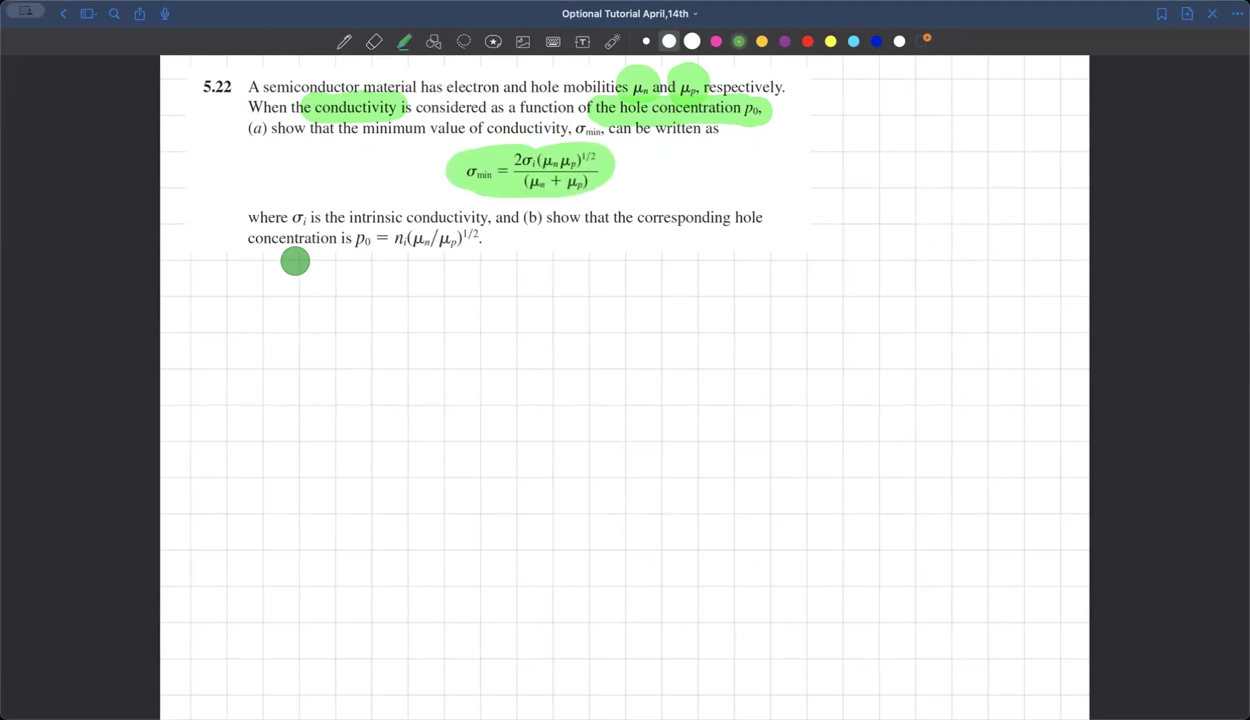 Optional Tutorial April,14th
5.22 A semiconductor material has electron and hole mobilities μₙ and μₚ, respectively.
When the conductivity is considered as a function of the hole concentration p₀,
(a) show that the minimum value of conductivity, σ_min, can be written as
σ_min = 2σᵢ(μₙμₚ)^1/2 / (μₙ + μₚ)
where σᵢ is the intrinsic conductivity, and (b) show that the corresponding hole
concentration is p₀ = nᵢ(μₙ/μₚ)^1/2.